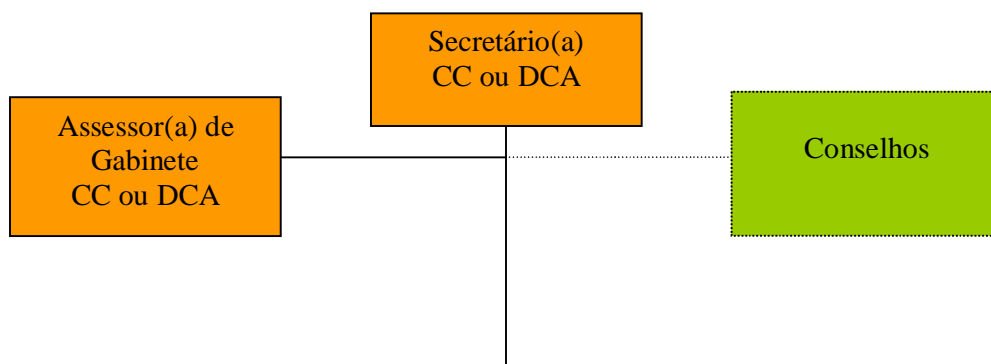 Secretário(a)
CC ou DCA
Assessor(a) de
Gabinete
CC ou DCA
Conselhos